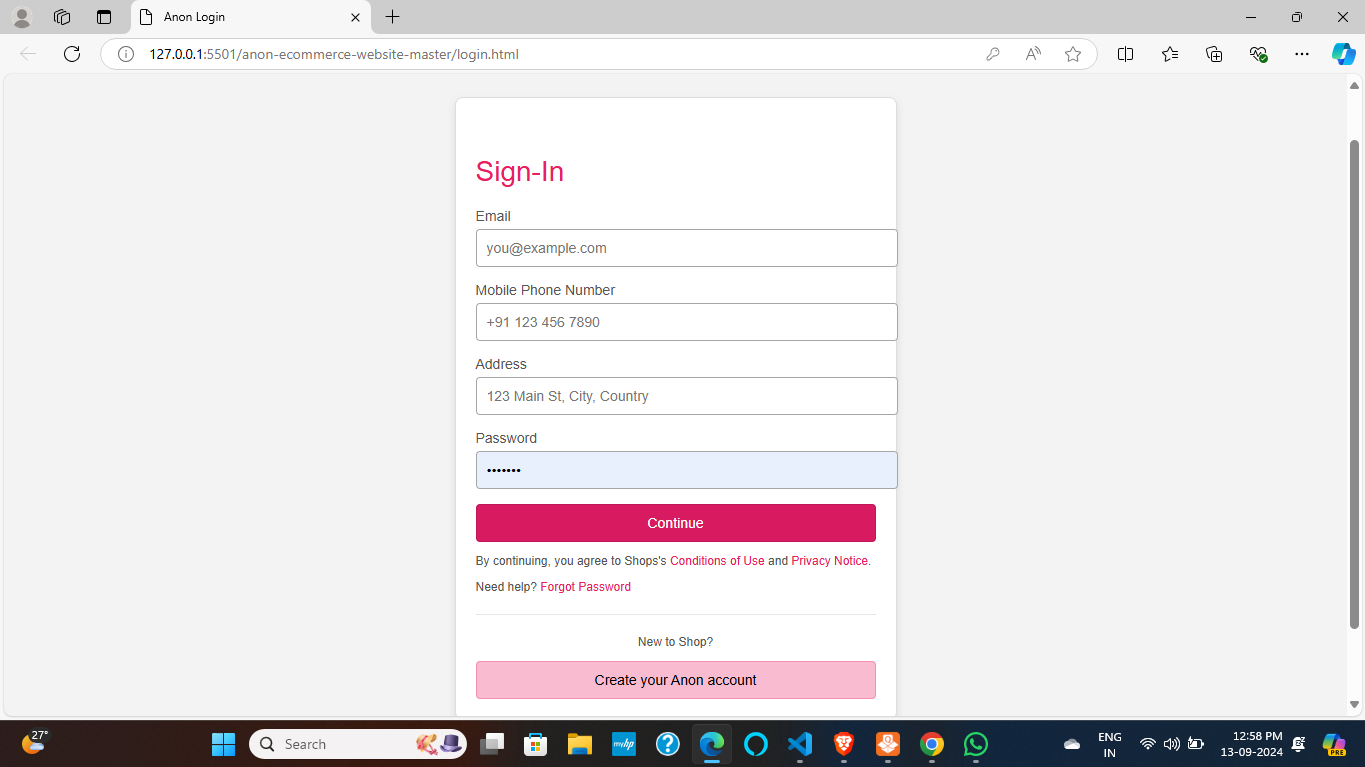 Anon Login
127.0.0.1:5501/anon-ecommerce-website-master/login.html
Sign-In
Email
you@example.com
Mobile Phone Number
+91 123 456 7890
Address
123 Main St, City, Country
Password
•••••••
Continue
By continuing, you agree to Shops's Conditions of Use and Privacy Notice.
Need help? Forgot Password
New to Shop?
Create your Anon account
27°
Search
myhp
ENG
IN
12:58 PM
13-09-2024
PRE